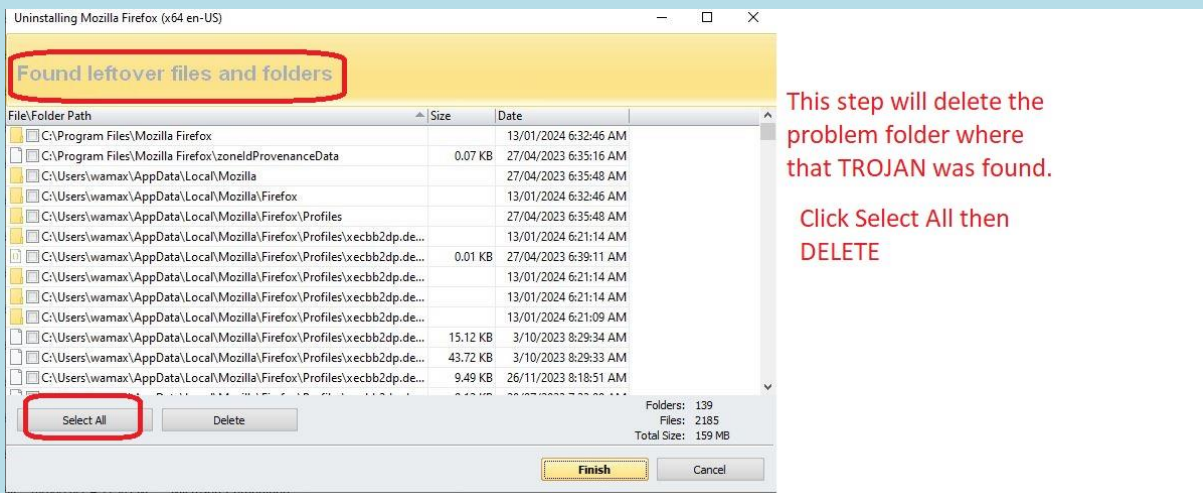 Uninstalling Mozilla Firefox (x64 en-US)
Found leftover files and folders
File\Folder Path Size Date
C:\Program Files\Mozilla Firefox 13/01/2024 6:32:46 AM
C:\Program Files\Mozilla Firefox\zoneIdProvenanceData 0.07 KB 27/04/2023 6:35:16 AM
C:\Users\wamax\AppData\Local\Mozilla 27/04/2023 6:35:48 AM
C:\Users\wamax\AppData\Local\Mozilla\Firefox 13/01/2024 6:32:46 AM
C:\Users\wamax\AppData\Local\Mozilla\Firefox\Profiles 27/04/2023 6:35:48 AM
C:\Users\wamax\AppData\Local\Mozilla\Firefox\Profiles\xecbb2dp.de... 13/01/2024 6:21:14 AM
C:\Users\wamax\AppData\Local\Mozilla\Firefox\Profiles\xecbb2dp.de... 0.01 KB 27/04/2023 6:39:11 AM
C:\Users\wamax\AppData\Local\Mozilla\Firefox\Profiles\xecbb2dp.de... 13/01/2024 6:21:14 AM
C:\Users\wamax\AppData\Local\Mozilla\Firefox\Profiles\xecbb2dp.de... 13/01/2024 6:21:14 AM
C:\Users\wamax\AppData\Local\Mozilla\Firefox\Profiles\xecbb2dp.de... 13/01/2024 6:21:09 AM
C:\Users\wamax\AppData\Local\Mozilla\Firefox\Profiles\xecbb2dp.de... 15.12 KB 3/10/2023 8:29:34 AM
C:\Users\wamax\AppData\Local\Mozilla\Firefox\Profiles\xecbb2dp.de... 43.72 KB 3/10/2023 8:29:33 AM
C:\Users\wamax\AppData\Local\Mozilla\Firefox\Profiles\xecbb2dp.de... 9.49 KB 26/11/2023 8:18:51 AM
Select All Delete
Folders: 139
Files: 2185
Total Size: 159 MB
Finish Cancel
This step will delete the
problem folder where
that TROJAN was found.
Click Select All then
DELETE